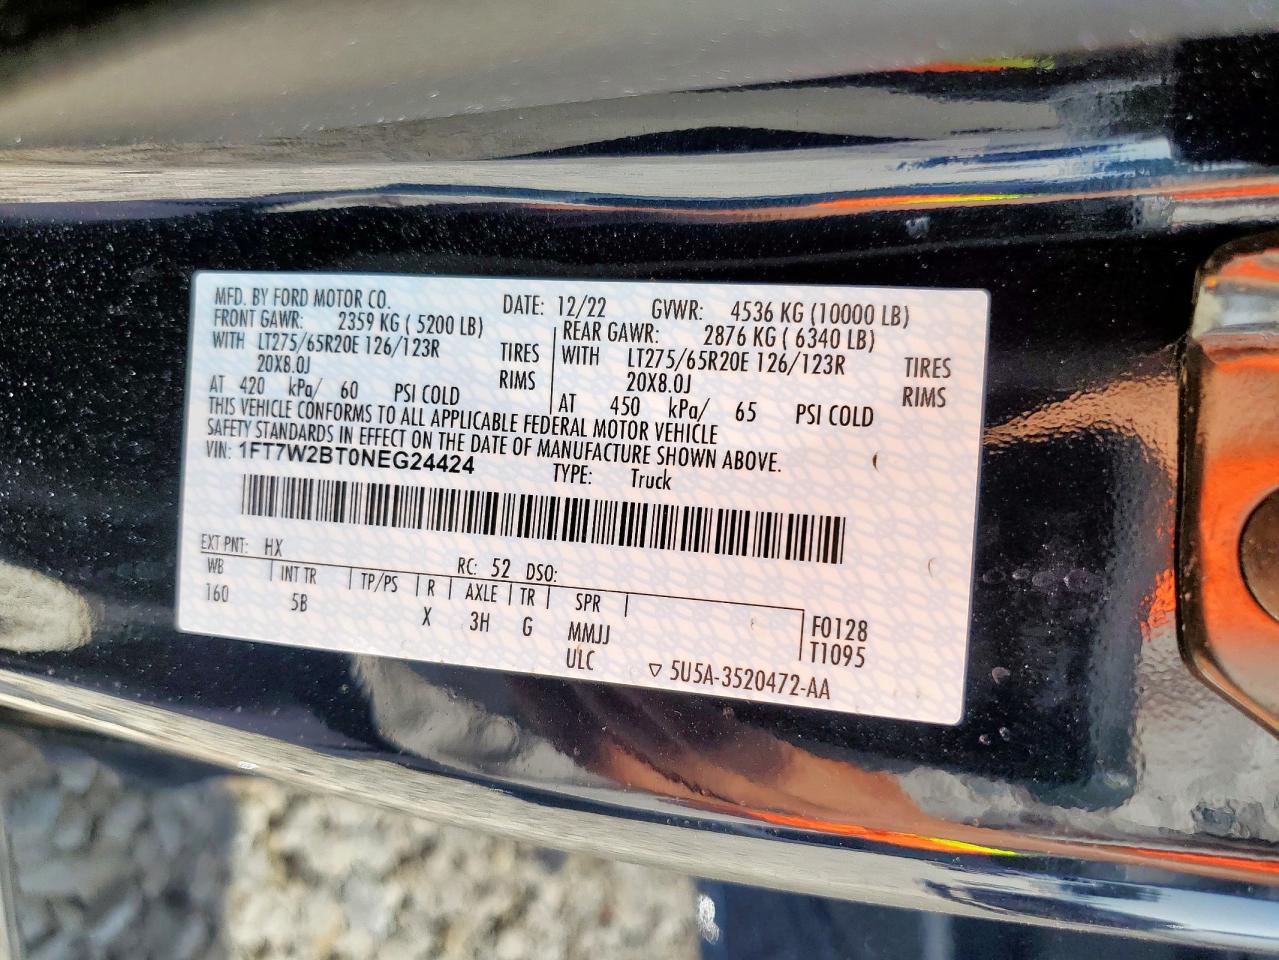 MFD. BY FORD MOTOR CO. DATE: 12/22 GVWR: 4536 KG (10000 LB)
FRONT GAWR: 2359 KG ( 5200 LB) REAR GAWR: 2876 KG ( 6340 LB)
WITH LT275/65R20E 126/123R TIRES WITH LT275/65R20E 126/123R TIRES
20X8.0J RIMS 20X8.0J RIMS
AT 420 kPa/ 60 PSI COLD AT 450 kPa/ 65 PSI COLD
THIS VEHICLE CONFORMS TO ALL APPLICABLE FEDERAL MOTOR VEHICLE
SAFETY STANDARDS IN EFFECT ON THE DATE OF MANUFACTURE SHOWN ABOVE.
VIN: 1FT7W2BT0NEG24424 TYPE: Truck
EXT PNT: HX RC: 52 DSO:
WB INT TR TP/PS R AXLE TR SPR
160 5B X 3H G MMJJ F0128
ULC T1095
▽ 5U5A-3520472-AA